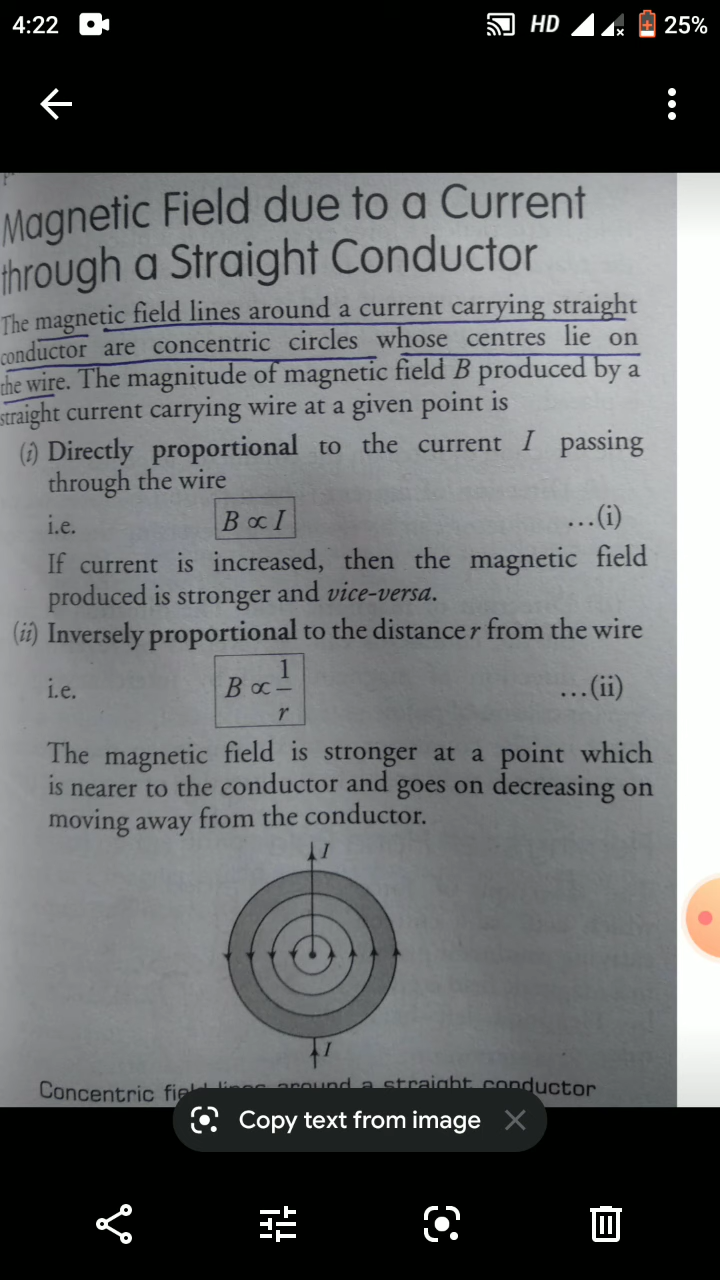 4:22 HD 25%
Magnetic Field due to a Current
through a Straight Conductor
The magnetic field lines around a current carrying straight
conductor are concentric circles whose centres lie on
the wire. The magnitude of magnetic field B produced by a
straight current carrying wire at a given point is
(i) Directly proportional to the current I passing
through the wire
i.e. B ∝ I ...(i)
If current is increased, then the magnetic field
produced is stronger and vice-versa.
(ii) Inversely proportional to the distance r from the wire
i.e. B ∝ 1/r ...(ii)
The magnetic field is stronger at a point which
is nearer to the conductor and goes on decreasing on
moving away from the conductor.
I
I
Concentric field lines around a straight conductor
Copy text from image